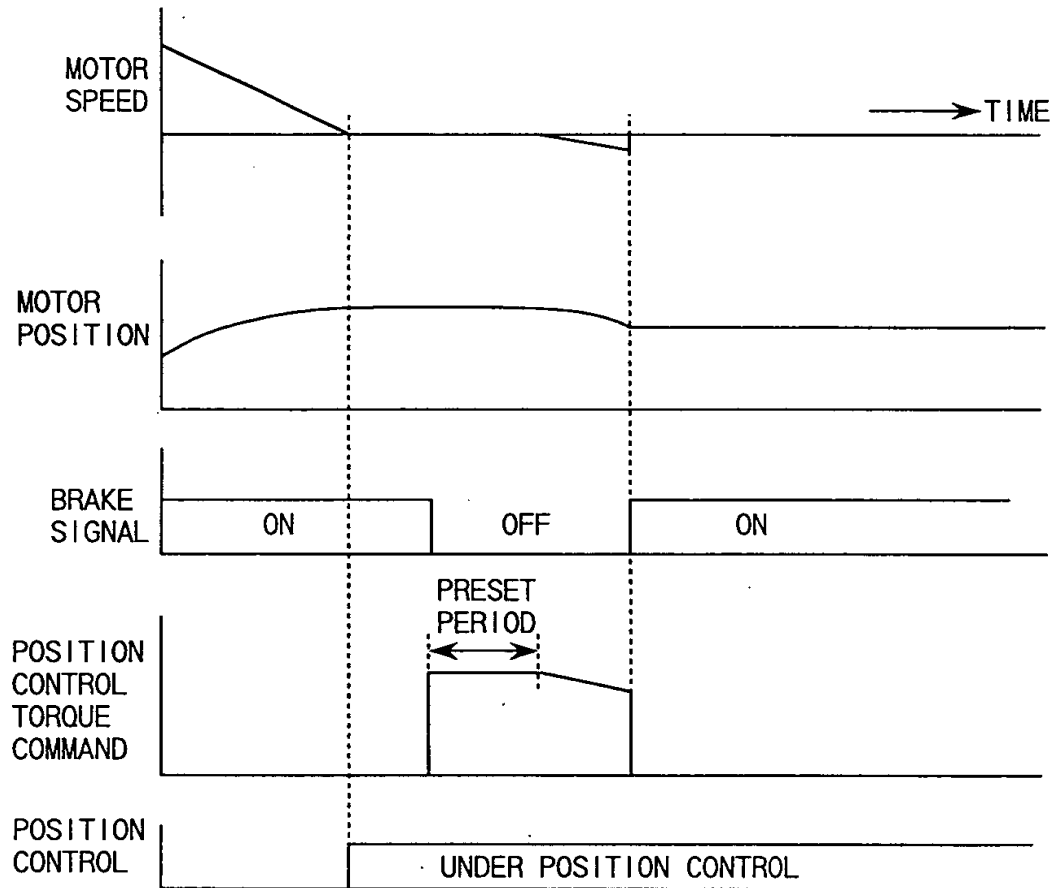 MOTOR
SPEED
TIME
MOTOR
POSITION
BRAKE
SIGNAL
ON
OFF
ON
PRESET
PERIOD
POSITION
CONTROL
TORQUE
COMMAND
POSITION
CONTROL
UNDER POSITION CONTROL